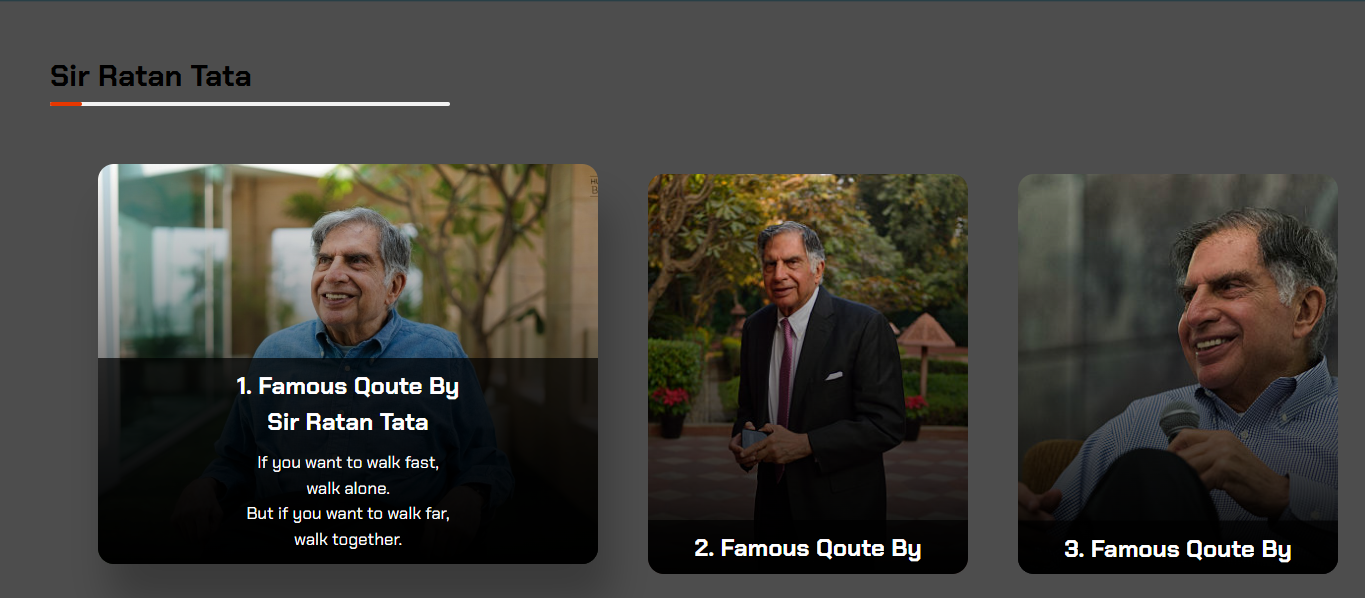 Sir Ratan Tata
1. Famous Qoute By
Sir Ratan Tata
If you want to walk fast,
walk alone.
But if you want to walk far,
walk together.
2. Famous Qoute By
3. Famous Qoute By